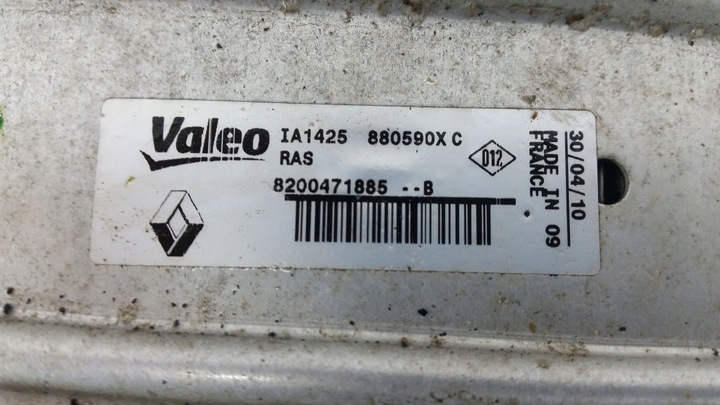 Valeo IA1425 880590X C
RAS
D12
8200471885 --B
30/04/10
MADE IN 09
FRANCE